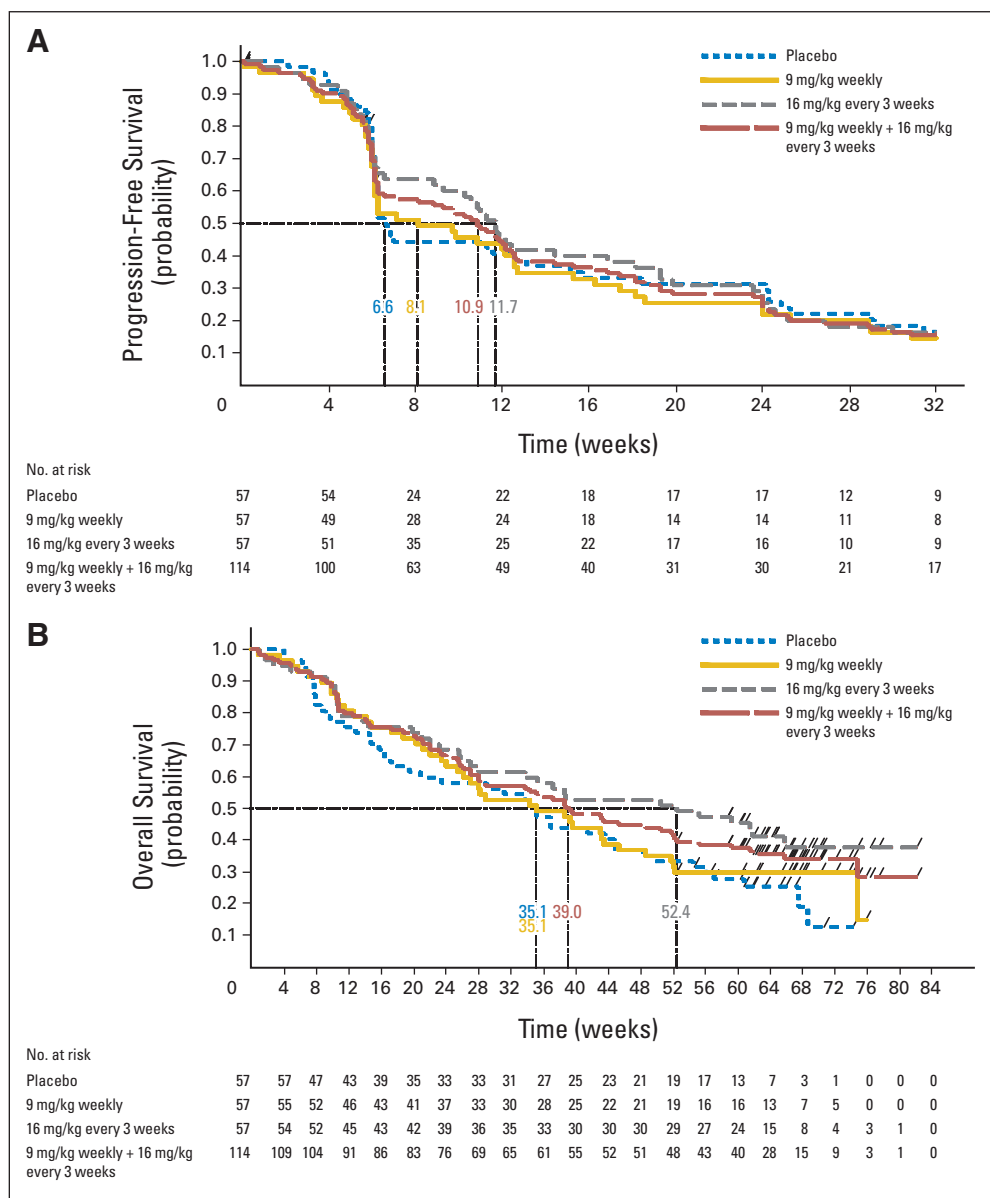 A
Placebo
9 mg/kg weekly
16 mg/kg every 3 weeks
9 mg/kg weekly + 16 mg/kg
every 3 weeks
Progression-Free Survival
(probability)
1.0
0.9
0.8
0.7
0.6
0.5
0.4
0.3
0.2
0.1
6.6 8.1 10.9 11.7
0 4 8 12 16 20 24 28 32
Time (weeks)
No. at risk
Placebo 57 54 24 22 18 17 17 12 9
9 mg/kg weekly 57 49 28 24 18 14 14 11 8
16 mg/kg every 3 weeks 57 51 35 25 22 17 16 10 9
9 mg/kg weekly + 16 mg/kg 114 100 63 49 40 31 30 21 17
every 3 weeks
B
Placebo
9 mg/kg weekly
16 mg/kg every 3 weeks
9 mg/kg weekly + 16 mg/kg
every 3 weeks
Overall Survival
(probability)
1.0
0.9
0.8
0.7
0.6
0.5
0.4
0.3
0.2
0.1
35.1 39.0 52.4
35.1
0 4 8 12 16 20 24 28 32 36 40 44 48 52 56 60 64 68 72 76 80 84
Time (weeks)
No. at risk
Placebo 57 57 47 43 39 35 33 33 31 27 25 23 21 19 17 13 7 3 1 0 0 0
9 mg/kg weekly 57 55 52 46 43 41 37 33 30 28 25 22 21 19 16 16 13 7 5 0 0 0
16 mg/kg every 3 weeks 57 54 52 45 43 42 39 36 35 33 30 30 30 29 27 24 15 8 4 3 1 0
9 mg/kg weekly + 16 mg/kg 114 109 104 91 86 83 76 69 65 61 55 52 51 48 43 40 28 15 9 3 1 0
every 3 weeks